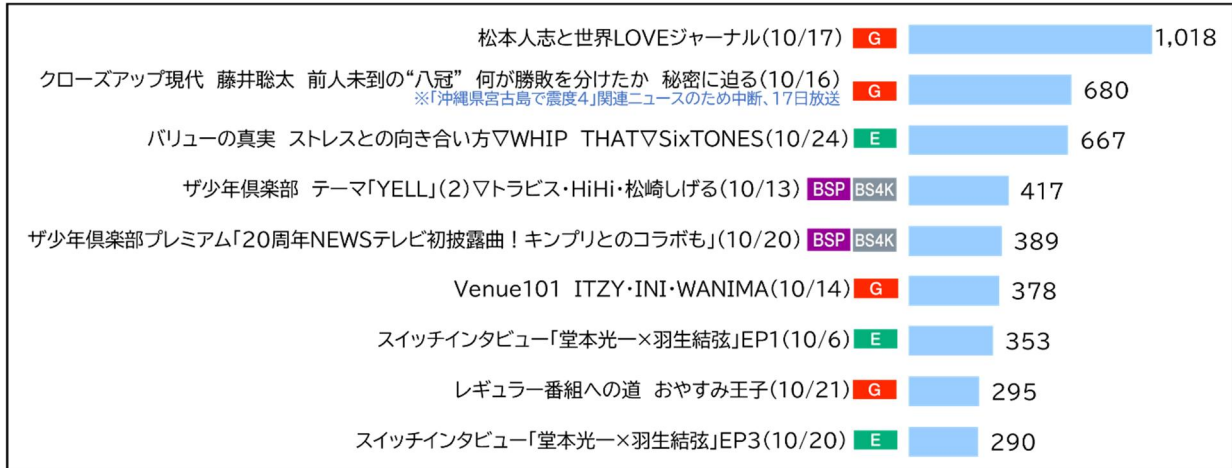 松本人志と世界LOVEジャーナル(10/17) G 1,018
クローズアップ現代 藤井聡太 前人未到の“八冠” 何が勝敗を分けたか 秘密に迫る(10/16) G 680
※「沖縄県宮古島で震度4」関連ニュースのため中断、17日放送
バリューの真実 ストレスとの向き合い方▽WHIP THAT▽SixTONES(10/24) E 667
ザ少年倶楽部 テーマ「YELL」(2)▽トラビス・HiHi・松崎しげる(10/13) BSP BS4K 417
ザ少年倶楽部プレミアム「20周年NEWSテレビ初披露曲！キンプリとのコラボも」(10/20) BSP BS4K 389
Venue101 ITZY・INI・WANIMA(10/14) G 378
スイッチインタビュー「堂本光一×羽生結弦」EP1(10/6) E 353
レギュラー番組への道 おやすみ王子(10/21) G 295
スイッチインタビュー「堂本光一×羽生結弦」EP3(10/20) E 290